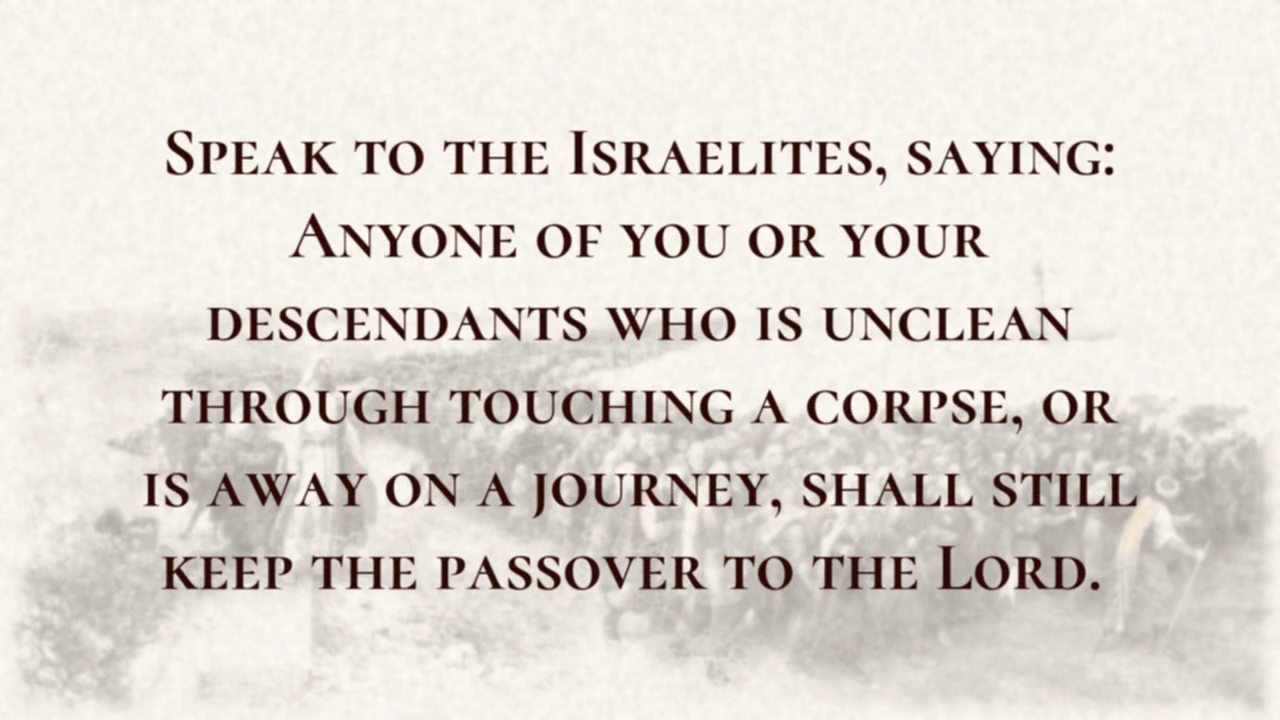 Speak to the Israelites, saying:
Anyone of you or your
descendants who is unclean
through touching a corpse, or
is away on a journey, shall still
keep the passover to the Lord.